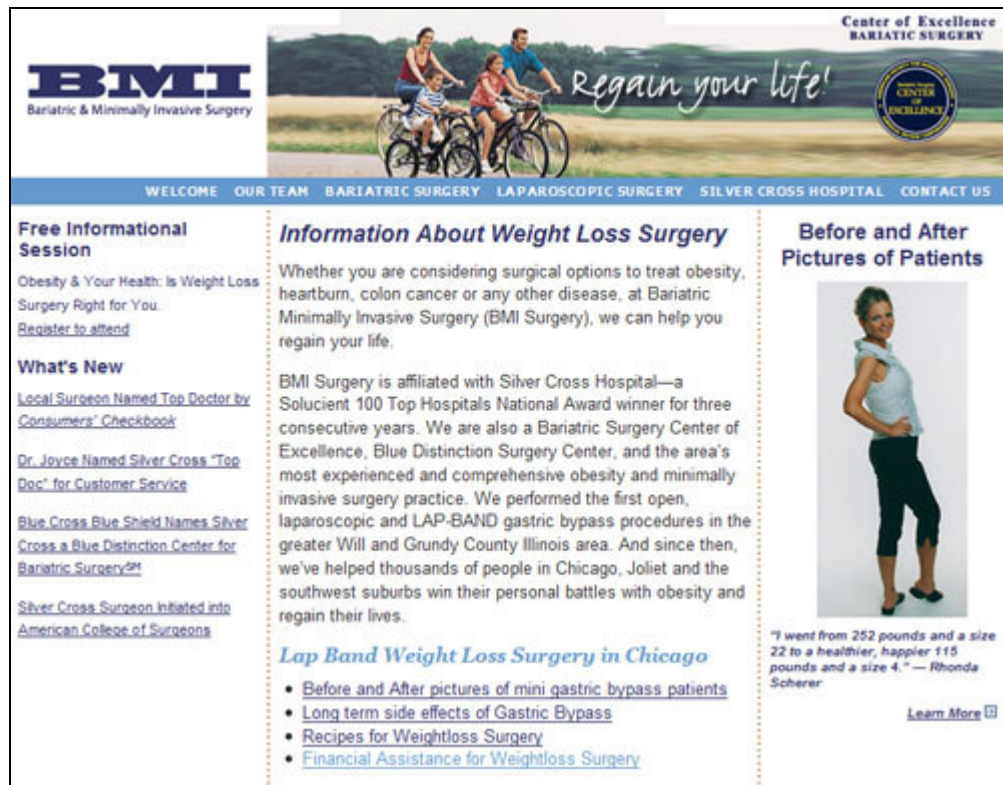 Center of Excellence
BARIATIC SURGERY
BMI
Bariatric & Minimally Invasive Surgery
Regain your life!
CENTER
OF
EXCELLENCE
WELCOME OUR TEAM BARIATRIC SURGERY LAPAROSCOPIC SURGERY SILVER CROSS HOSPITAL CONTACT US
Free Informational
Session
Obesity & Your Health: Is Weight Loss
Surgery Right for You.
Register to attend
What's New
Local Surgeon Named Top Doctor by
Consumers' Checkbook
Dr. Joyce Named Silver Cross "Top
Doc" for Customer Service
Blue Cross Blue Shield Names Silver
Cross a Blue Distinction Center for
Bariatric Surgery℠
Silver Cross Surgeon Initiated into
American College of Surgeons
Information About Weight Loss Surgery
Whether you are considering surgical options to treat obesity,
heartburn, colon cancer or any other disease, at Bariatric
Minimally Invasive Surgery (BMI Surgery), we can help you
regain your life.
BMI Surgery is affiliated with Silver Cross Hospital—a
Solucient 100 Top Hospitals National Award winner for three
consecutive years. We are also a Bariatric Surgery Center of
Excellence, Blue Distinction Surgery Center, and the area's
most experienced and comprehensive obesity and minimally
invasive surgery practice. We performed the first open,
laparoscopic and LAP-BAND gastric bypass procedures in the
greater Will and Grundy County Illinois area. And since then,
we've helped thousands of people in Chicago, Joliet and the
southwest suburbs win their personal battles with obesity and
regain their lives.
Lap Band Weight Loss Surgery in Chicago
• Before and After pictures of mini gastric bypass patients
• Long term side effects of Gastric Bypass
• Recipes for Weightloss Surgery
• Financial Assistance for Weightloss Surgery
Before and After
Pictures of Patients
"I went from 252 pounds and a size
22 to a healthier, happier 115
pounds and a size 4." — Rhonda
Scherer
Learn More